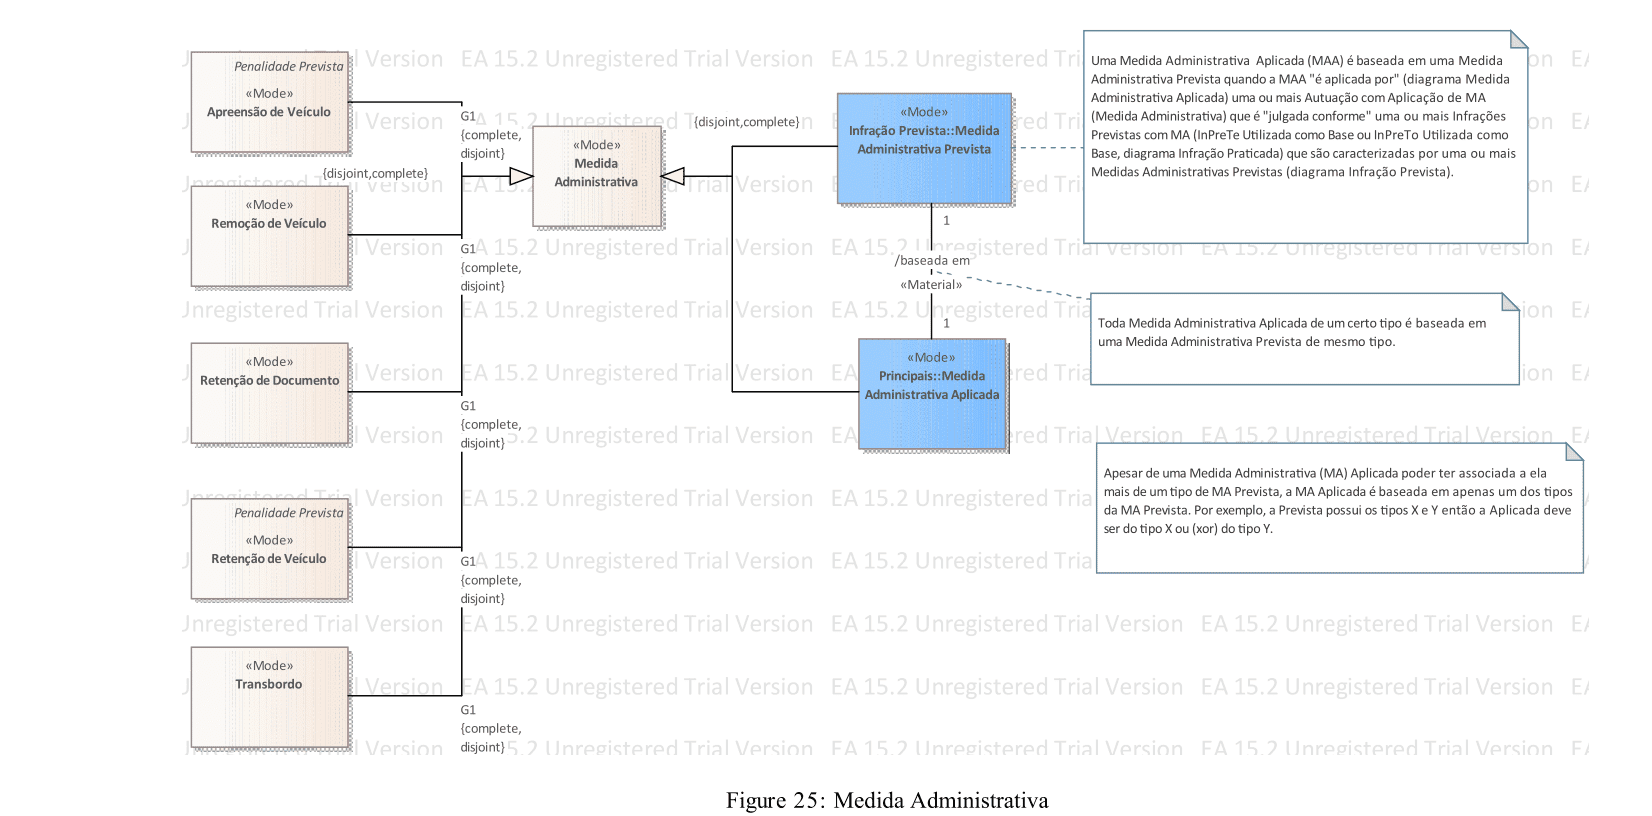 Penalidade Prevista
«Mode»
Apreensão de Veículo
G1
{complete,
disjoint}
{disjoint,complete}
«Mode»
Remoção de Veículo
G1
{complete,
disjoint}
«Mode»
Retenção de Documento
G1
{complete,
disjoint}
Penalidade Prevista
«Mode»
Retenção de Veículo
G1
{complete,
disjoint}
«Mode»
Transbordo
G1
{complete,
disjoint}
«Mode»
Medida
Administrativa
{disjoint,complete}
«Mode»
Infração Prevista::Medida
Administrativa Prevista
1
/baseada em
«Material»
1
«Mode»
Principais::Medida
Administrativa Aplicada
Uma Medida Administrativa  Aplicada (MAA) é baseada em uma Medida
Administrativa Prevista quando a MAA "é aplicada por" (diagrama Medida
Administrativa Aplicada) uma ou mais Autuação com Aplicação de MA
(Medida Administrativa) que é "julgada conforme" uma ou mais Infrações
Previstas com MA (InPreTe Utilizada como Base ou InPreTo Utilizada como
Base, diagrama Infração Praticada) que são caracterizadas por uma ou mais
Medidas Administrativas Previstas (diagrama Infração Prevista).
Toda Medida Administrativa Aplicada de um certo tipo é baseada em
uma Medida Administrativa Prevista de mesmo tipo.
Apesar de uma Medida Administrativa (MA) Aplicada poder ter associada a ela
mais de um tipo de MA Prevista, a MA Aplicada é baseada em apenas um dos tipos
da MA Prevista. Por exemplo, a Prevista possui os tipos X e Y então a Aplicada deve
ser do tipo X ou (xor) do tipo Y.
EA 15.2 Unregistered Trial Version
Figure 25: Medida Administrativa